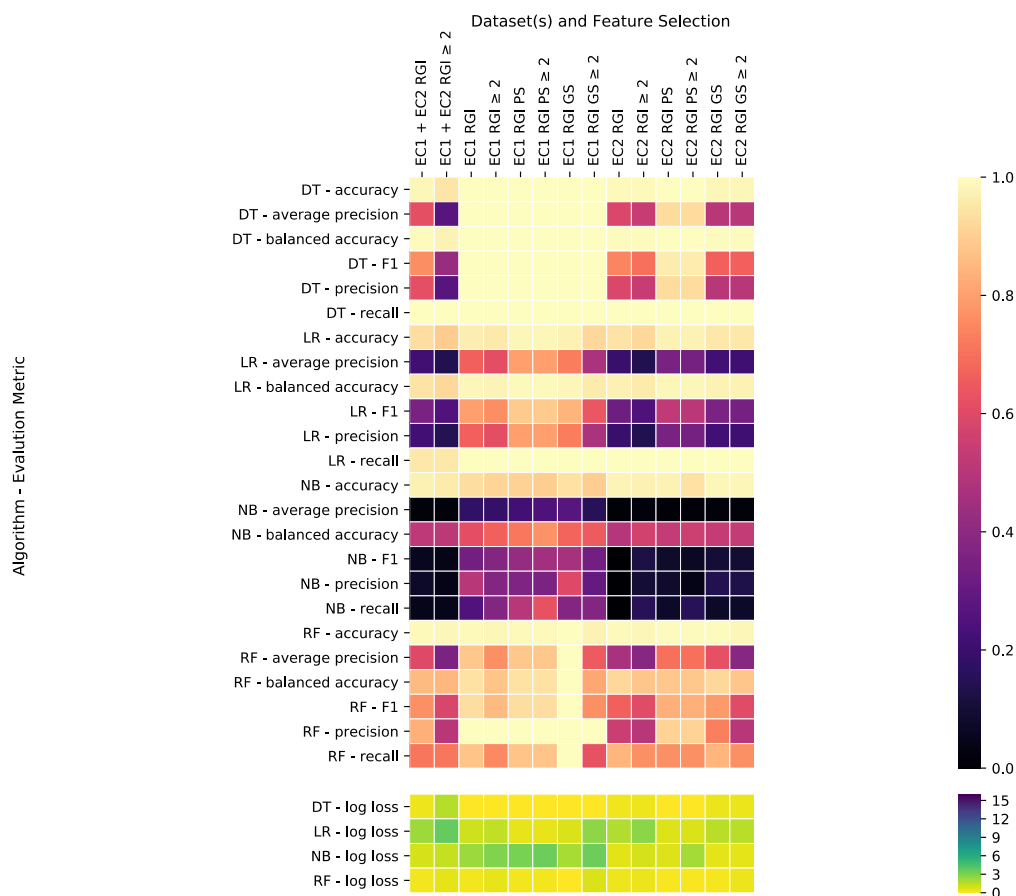 Dataset(s) and Feature Selection
EC1 + EC2 RGI
EC1 + EC2 RGI ≥ 2
EC1 RGI
EC1 RGI ≥ 2
EC1 RGI PS
EC1 RGI PS ≥ 2
EC1 RGI GS
EC1 RGI GS ≥ 2
EC2 RGI
EC2 RGI ≥ 2
EC2 RGI PS
EC2 RGI PS ≥ 2
EC2 RGI GS
EC2 RGI GS ≥ 2
Algorithm - Evalution Metric
DT - accuracy
DT - average precision
DT - balanced accuracy
DT - F1
DT - precision
DT - recall
LR - accuracy
LR - average precision
LR - balanced accuracy
LR - F1
LR - precision
LR - recall
NB - accuracy
NB - average precision
NB - balanced accuracy
NB - F1
NB - precision
NB - recall
RF - accuracy
RF - average precision
RF - balanced accuracy
RF - F1
RF - precision
RF - recall
DT - log loss
LR - log loss
NB - log loss
RF - log loss
1.0
0.8
0.6
0.4
0.2
0.0
15
12
9
6
3
0